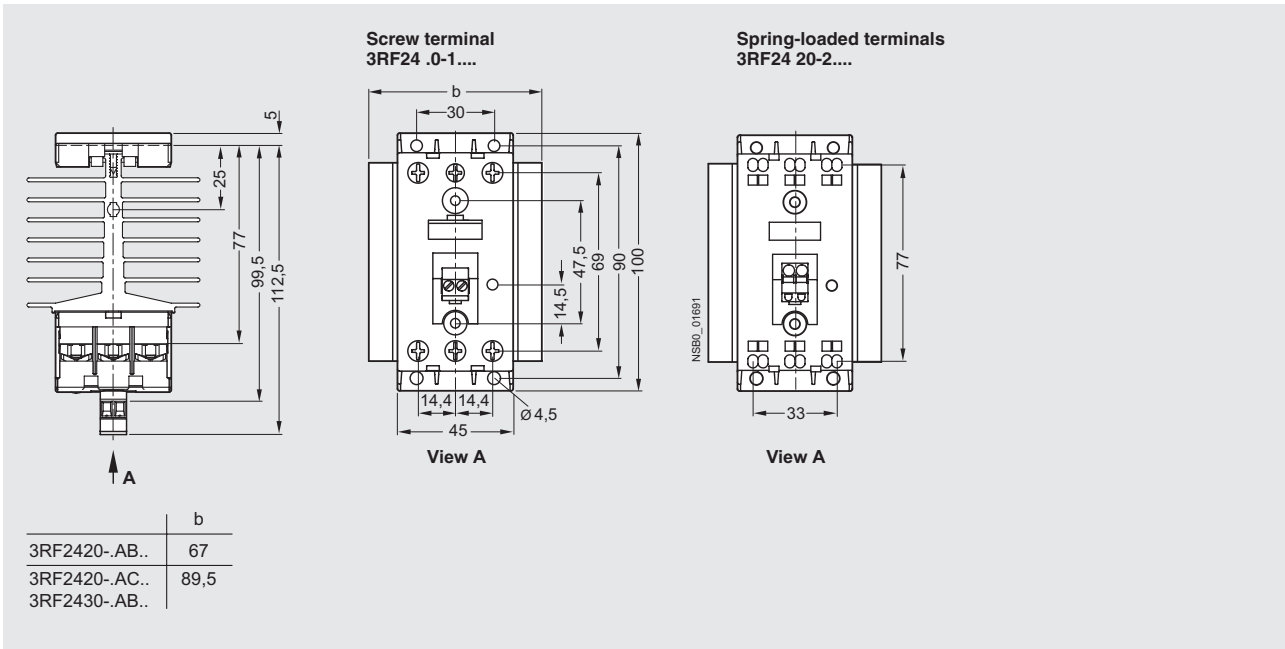 Screw terminal
3RF24 .0-1....
Spring-loaded terminals
3RF24 20-2....
b
30
5
25
77
99,5
112,5
14,5
47,5
69
90
100
14,4
14,4
Ø 4,5
45
View A
NSB0_01691
77
33
View A
A
b
3RF2420-.AB.. 67
3RF2420-.AC.. 89,5
3RF2430-.AB..